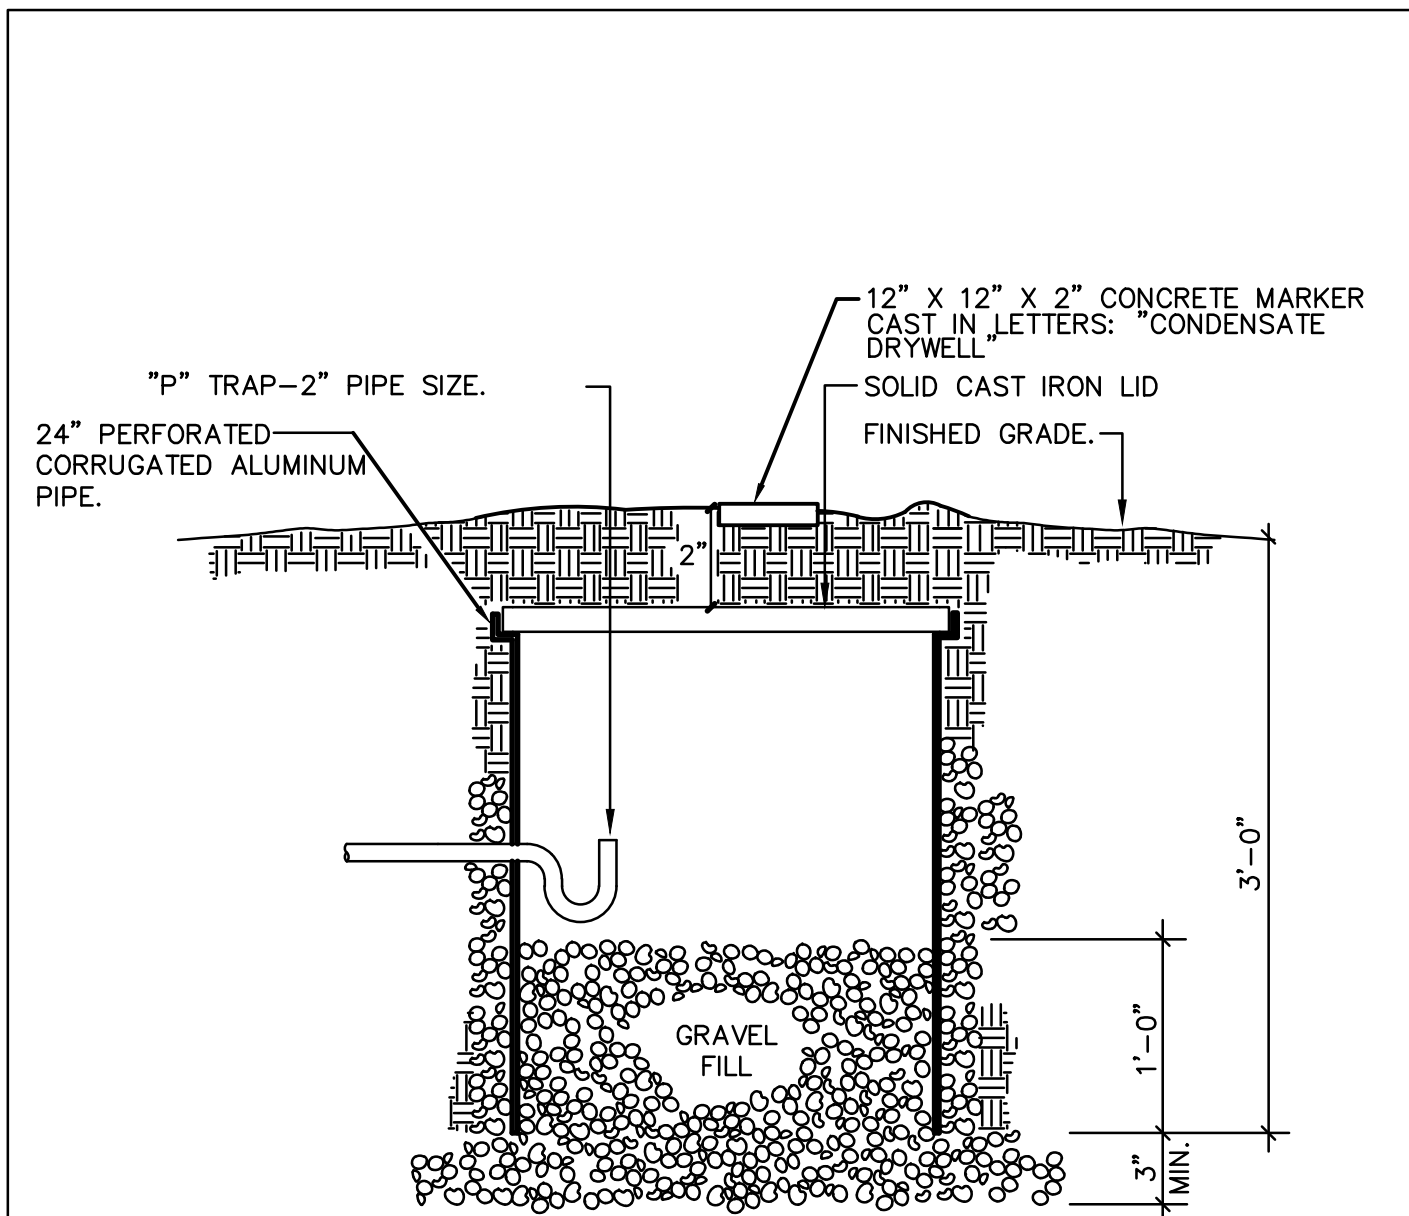 12” X 12” X 2” CONCRETE MARKER
CAST IN LETTERS: ”CONDENSATE
DRYWELL”
”P” TRAP–2” PIPE SIZE.
SOLID CAST IRON LID
24” PERFORATED
CORRUGATED ALUMINUM
PIPE.
FINISHED GRADE.
2”
3’–0”
1’–0”
GRAVEL
FILL
3”
MIN.